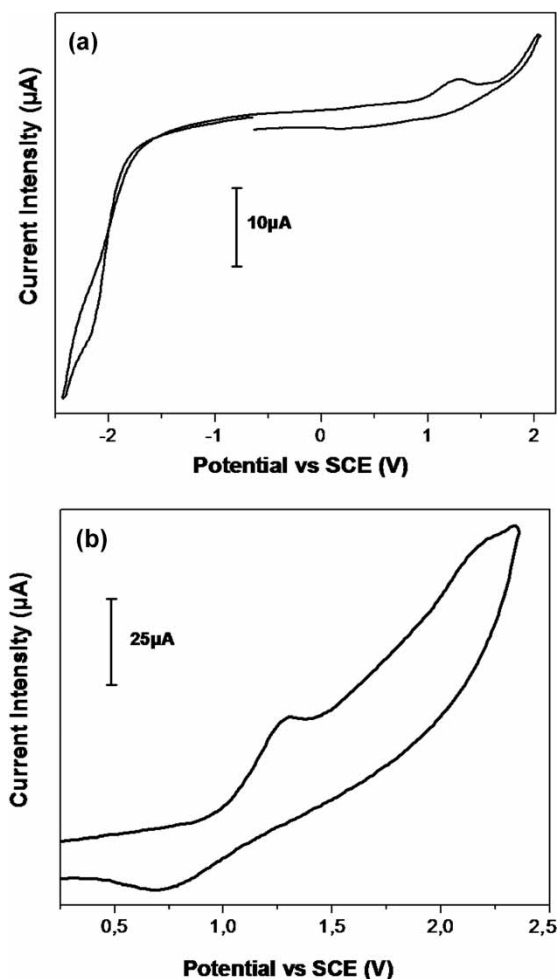 (a)
Current Intensity (µA)
10µA
-2 -1 0 1 2
Potential vs SCE (V)
(b)
Current Intensity (µA)
25µA
0,5 1,0 1,5 2,0 2,5
Potential vs SCE (V)